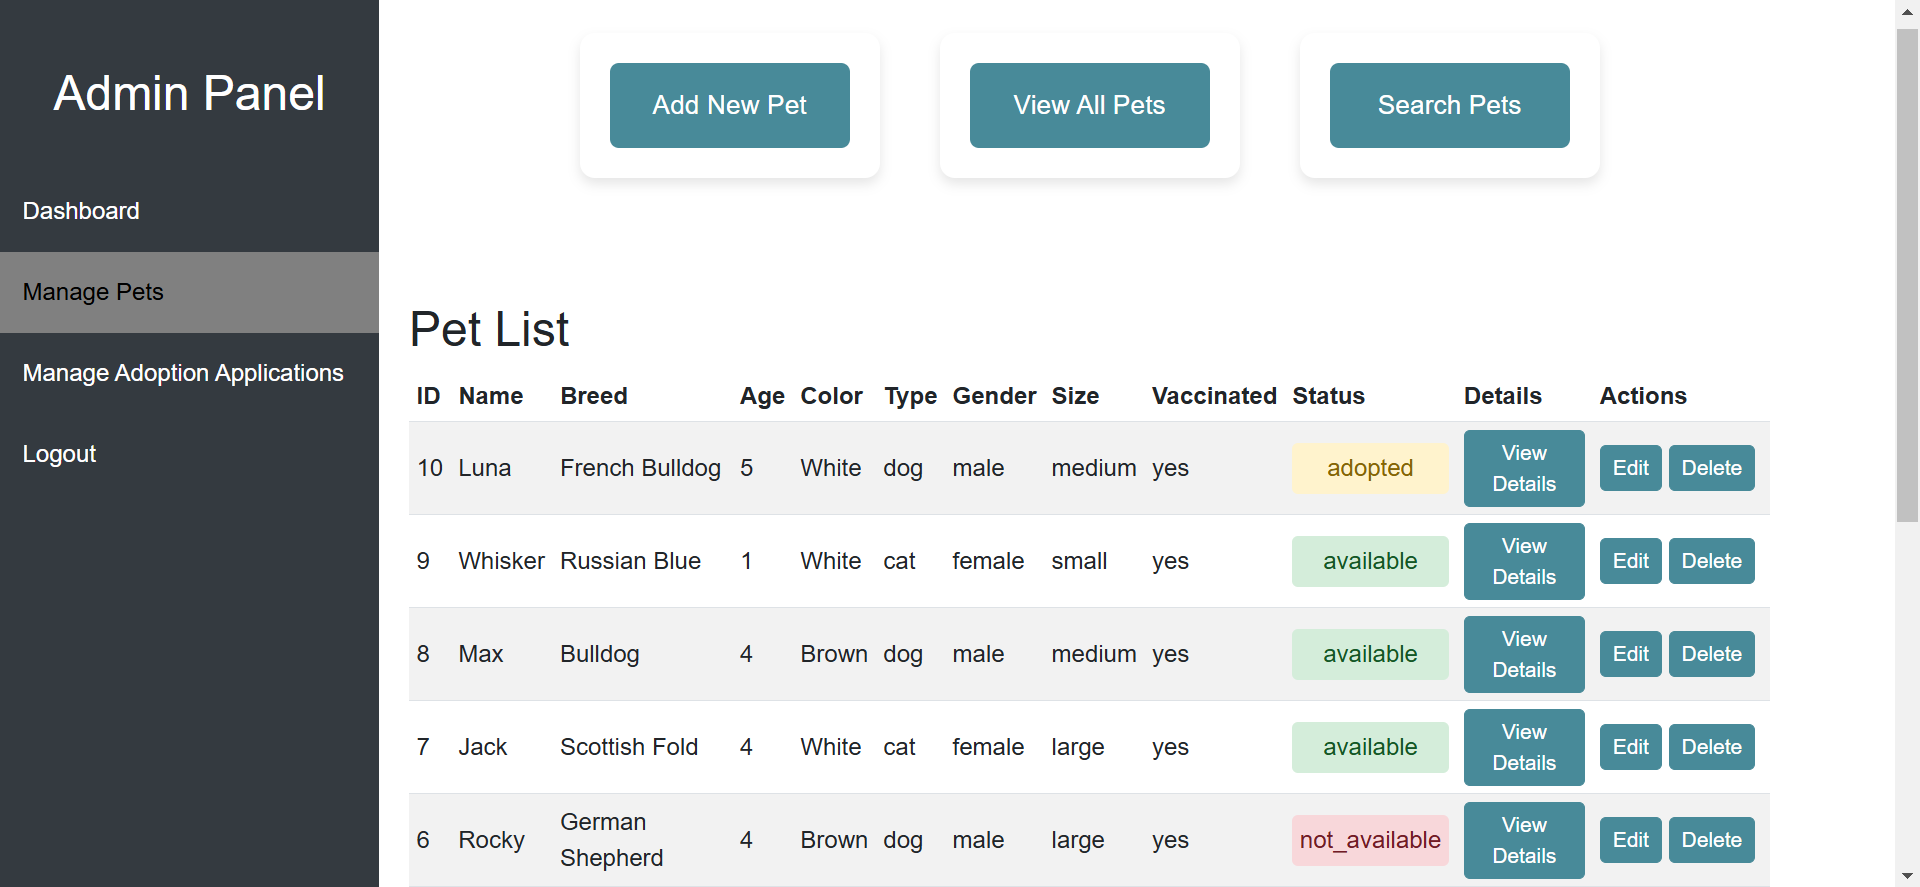 Admin Panel
Dashboard
Manage Pets
Manage Adoption Applications
Logout
Add New Pet
View All Pets
Search Pets
Pet List
ID Name Breed Age Color Type Gender Size Vaccinated Status Details Actions
10 Luna French Bulldog 5 White dog male medium yes adopted View Details Edit Delete
9 Whisker Russian Blue 1 White cat female small yes available View Details Edit Delete
8 Max Bulldog 4 Brown dog male medium yes available View Details Edit Delete
7 Jack Scottish Fold 4 White cat female large yes available View Details Edit Delete
6 Rocky German Shepherd 4 Brown dog male large yes not_available View Details Edit Delete